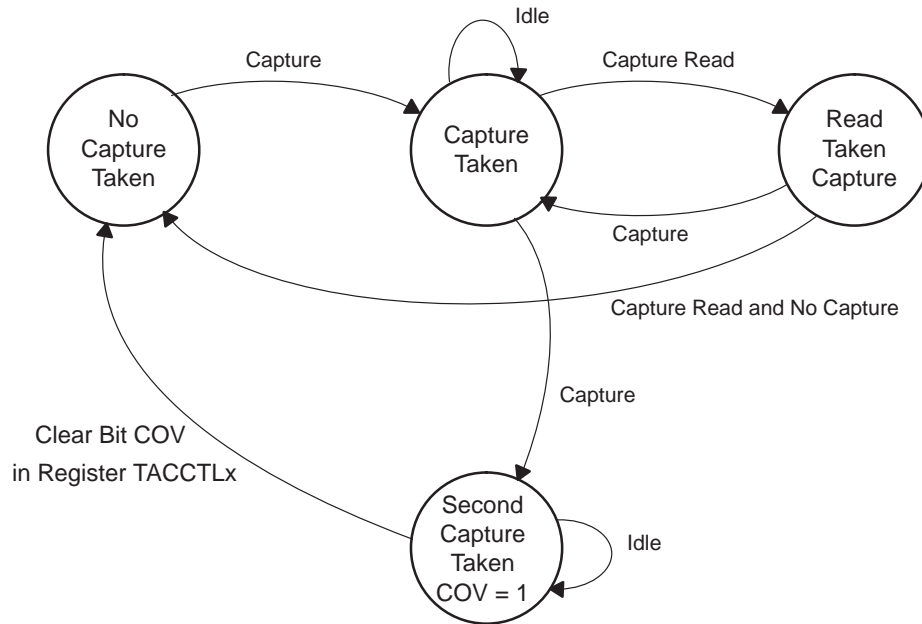 Idle
Capture
Capture Read
No
Capture
Taken
Capture
Taken
Read
Taken
Capture
Capture
Capture Read and No Capture
Capture
Clear Bit COV
in Register TACCTLx
Second
Capture
Taken
COV = 1
Idle